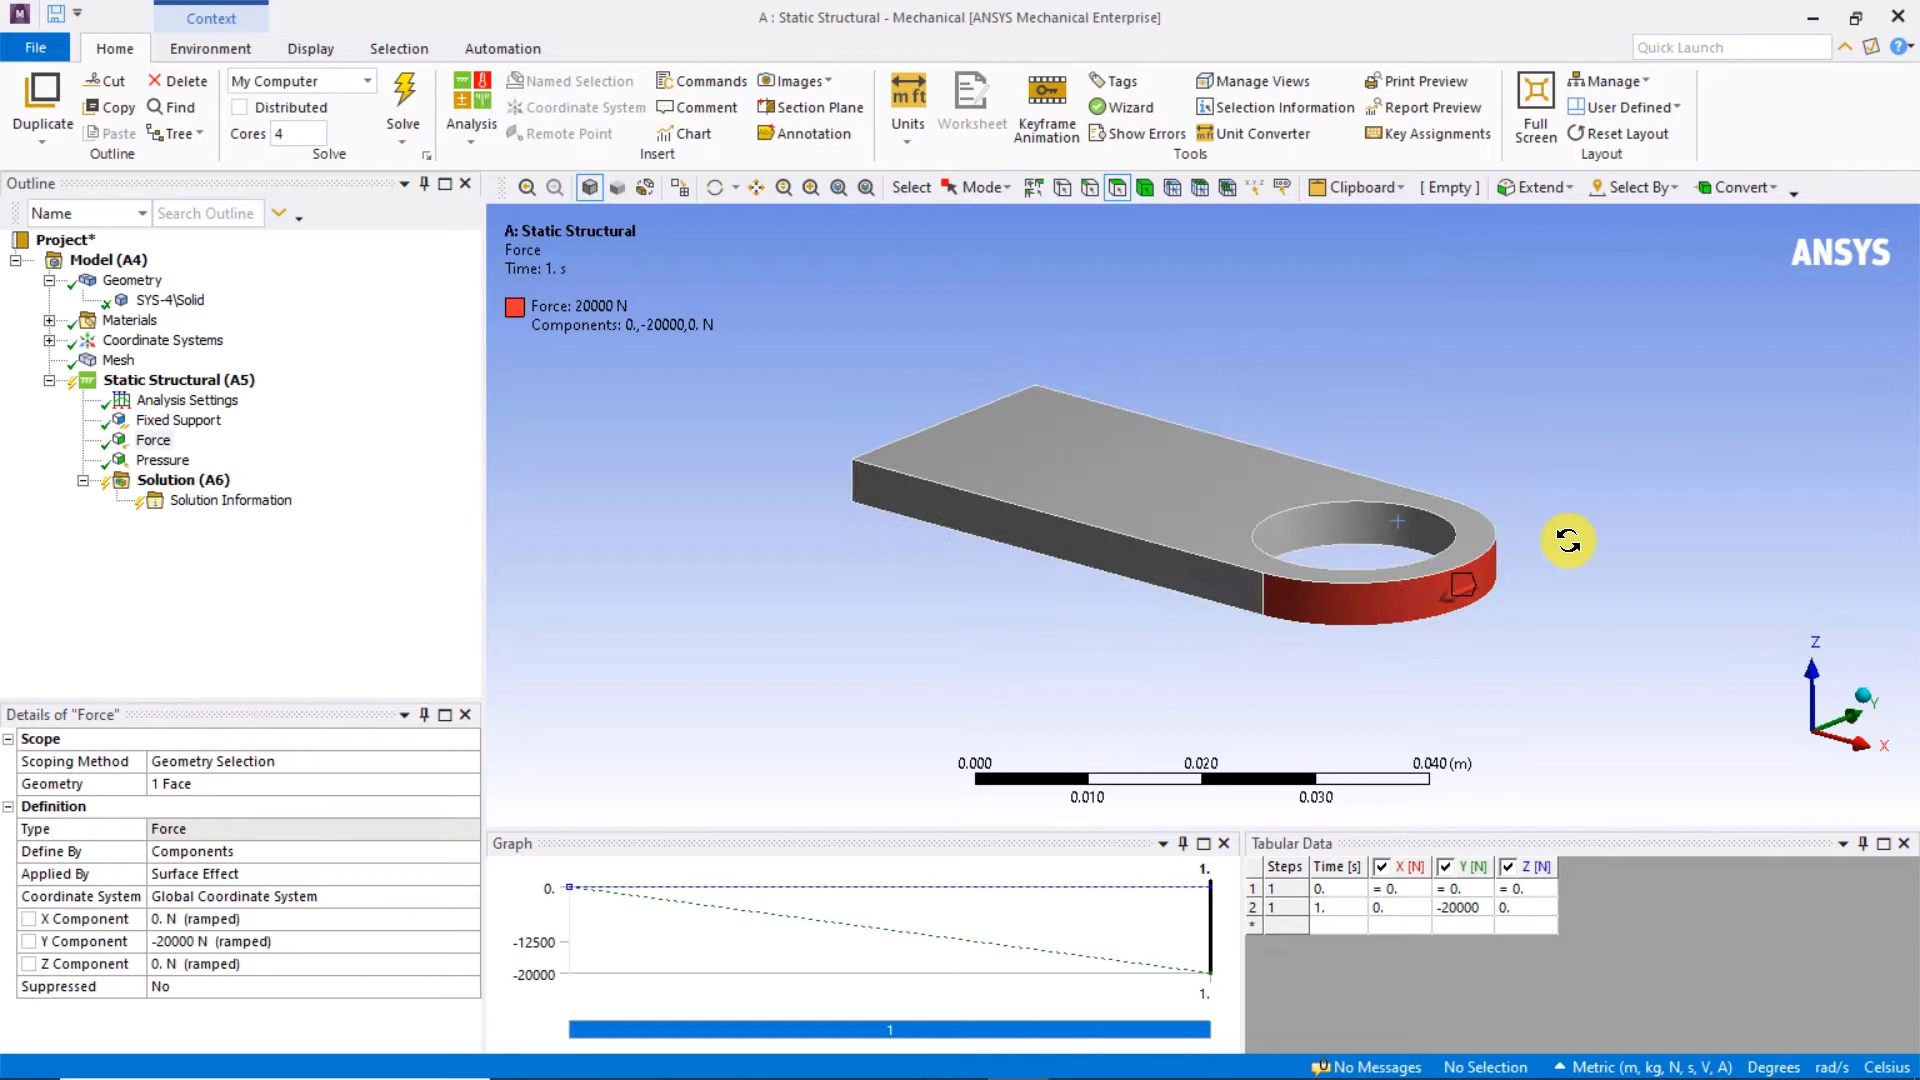 Context
A : Static Structural - Mechanical [ANSYS Mechanical Enterprise]
File Home Environment Display Selection Automation
Quick Launch
Duplicate
Cut
Copy
Paste
Delete
Find
Tree
Outline
My Computer
Distributed
Cores 4
Solve
Solve
Analysis
Named Selection
Coordinate System
Remote Point
Commands
Comment
Chart
Images
Section Plane
Annotation
Insert
mft
Units
Worksheet
Keyframe
Animation
Tags
Wizard
Show Errors
Manage Views
Selection Information
Unit Converter
Print Preview
Report Preview
Key Assignments
Tools
Full
Screen
Manage
User Defined
Reset Layout
Layout
Outline
Name
Search Outline
Select Mode Clipboard [ Empty ] Extend Select By Convert
Project*
Model (A4)
Geometry
SYS-4\Solid
Materials
Coordinate Systems
Mesh
Static Structural (A5)
Analysis Settings
Fixed Support
Force
Pressure
Solution (A6)
Solution Information
A: Static Structural
Force
Time: 1. s
Force: 20000 N
Components: 0.,-20000,0. N
ANSYS
Z
Y
X
0.000 0.020 0.040 (m)
0.010 0.030
Details of "Force"
Scope
Scoping Method Geometry Selection
Geometry 1 Face
Definition
Type Force
Define By Components
Applied By Surface Effect
Coordinate System Global Coordinate System
X Component 0. N (ramped)
Y Component -20000 N (ramped)
Z Component 0. N (ramped)
Suppressed No
Graph
1.
0.
-12500
-20000
1.
1
Tabular Data
Steps Time [s] X [N] Y [N] Z [N]
1 1 0. = 0. = 0. = 0.
2 1 1. 0. -20000 0.
*
No Messages No Selection Metric (m, kg, N, s, V, A) Degrees rad/s Celsius